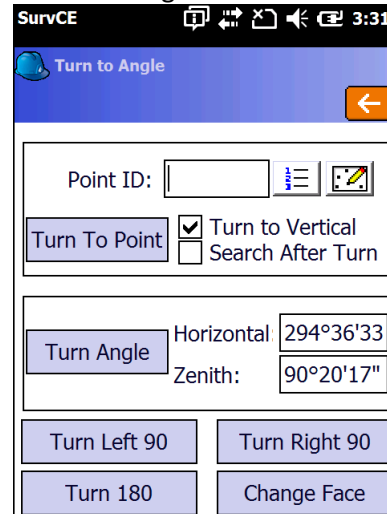 SurvCE 3:31
Turn to Angle
Point ID:
Turn To Point
Turn to Vertical
Search After Turn
Turn Angle
Horizontal: 294°36'33
Zenith: 90°20'17"
Turn Left 90 Turn Right 90
Turn 180 Change Face